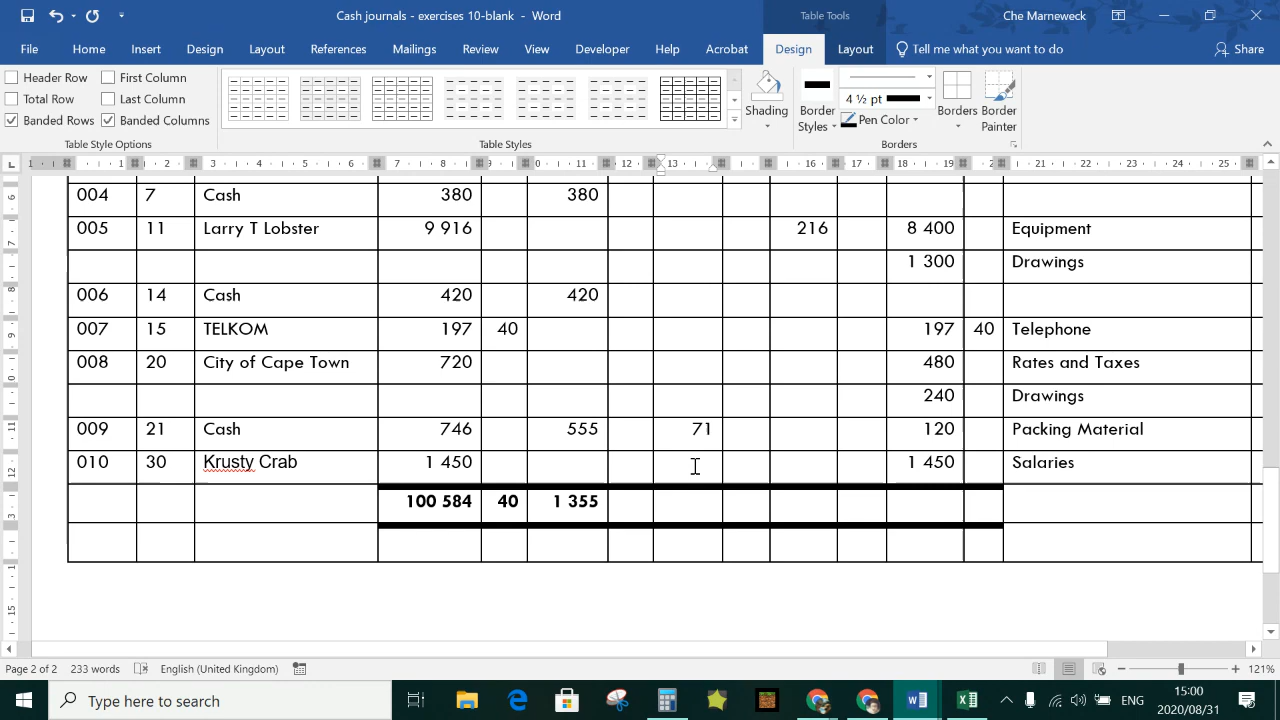 Cash journals - exercises 10-blank - Word
Table Tools
Che Marneweck
File Home Insert Design Layout References Mailings Review View Developer Help Acrobat Design Layout Tell me what you want to do Share
Header Row First Column
Total Row Last Column
Banded Rows Banded Columns
Table Style Options
Table Styles
Shading
Border Styles
4 ½ pt
Pen Color
Borders
Border Painter
Borders
004 7 Cash 380 380
005 11 Larry T Lobster 9 916 216 8 400 Equipment
1 300 Drawings
006 14 Cash 420 420
007 15 TELKOM 197 40 197 40 Telephone
008 20 City of Cape Town 720 480 Rates and Taxes
240 Drawings
009 21 Cash 746 555 71 120 Packing Material
010 30 Krusty Crab 1 450 1 450 Salaries
100 584 40 1 355
Page 2 of 2 233 words English (United Kingdom) 121%
Type here to search
ENG
15:00
2020/08/31